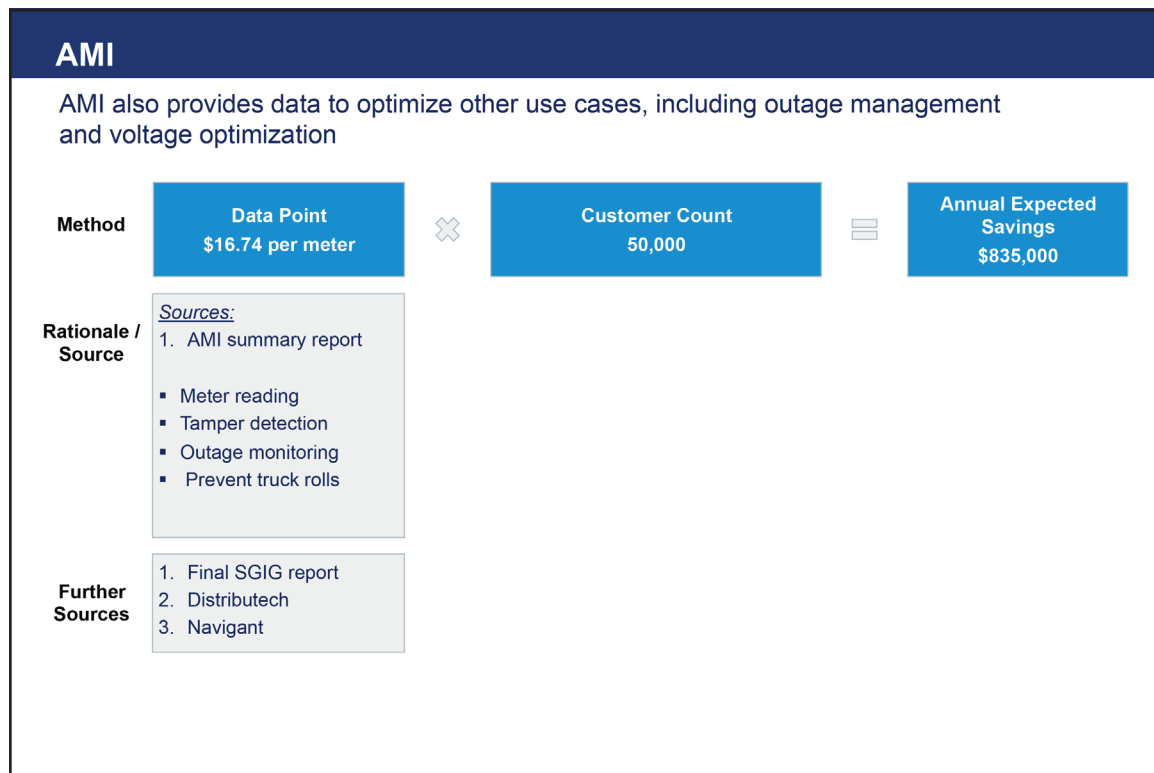 AMI
AMI also provides data to optimize other use cases, including outage management
and voltage optimization
Method
Data Point
$16.74 per meter
Customer Count
50,000
Annual Expected
Savings
$835,000
Rationale /
Source
Sources:
1. AMI summary report
▪ Meter reading
▪ Tamper detection
▪ Outage monitoring
▪ Prevent truck rolls
Further
Sources
1. Final SGIG report
2. Distributech
3. Navigant